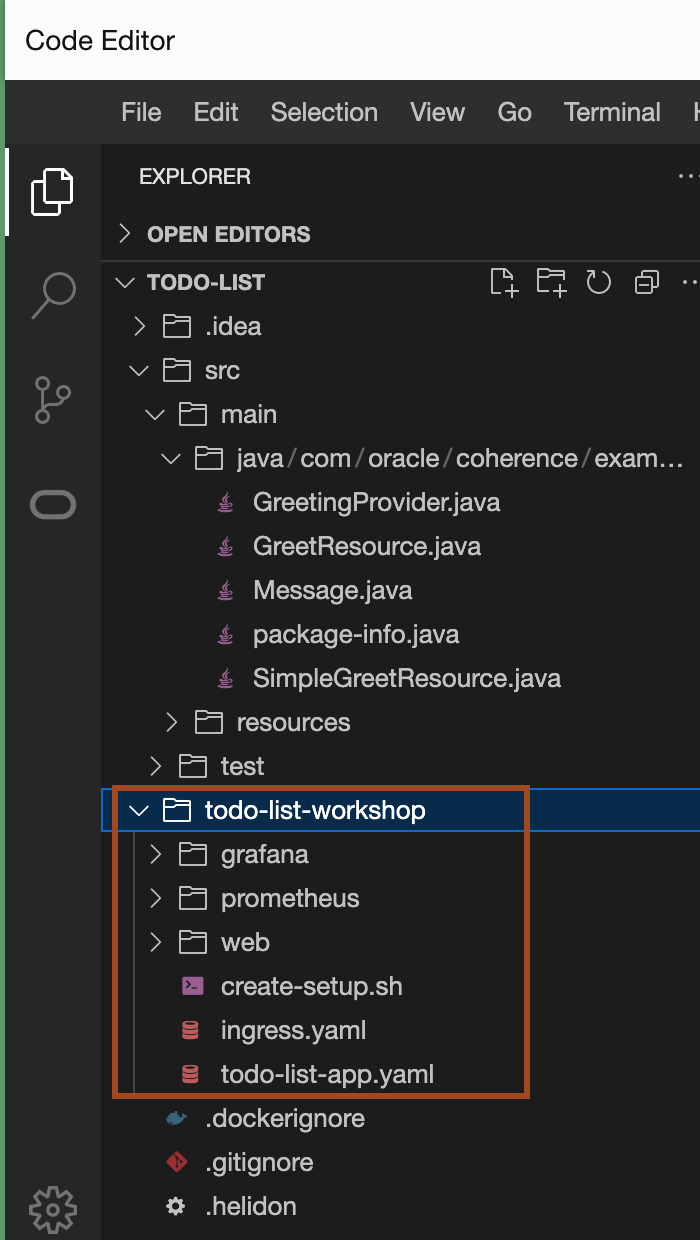 Code Editor
File Edit Selection View Go Terminal
EXPLORER
OPEN EDITORS
TODO-LIST
.idea
src
main
java/com/oracle/coherence/exam...
GreetingProvider.java
GreetResource.java
Message.java
package-info.java
SimpleGreetResource.java
resources
test
todo-list-workshop
grafana
prometheus
web
create-setup.sh
ingress.yaml
todo-list-app.yaml
.dockerignore
.gitignore
.helidon